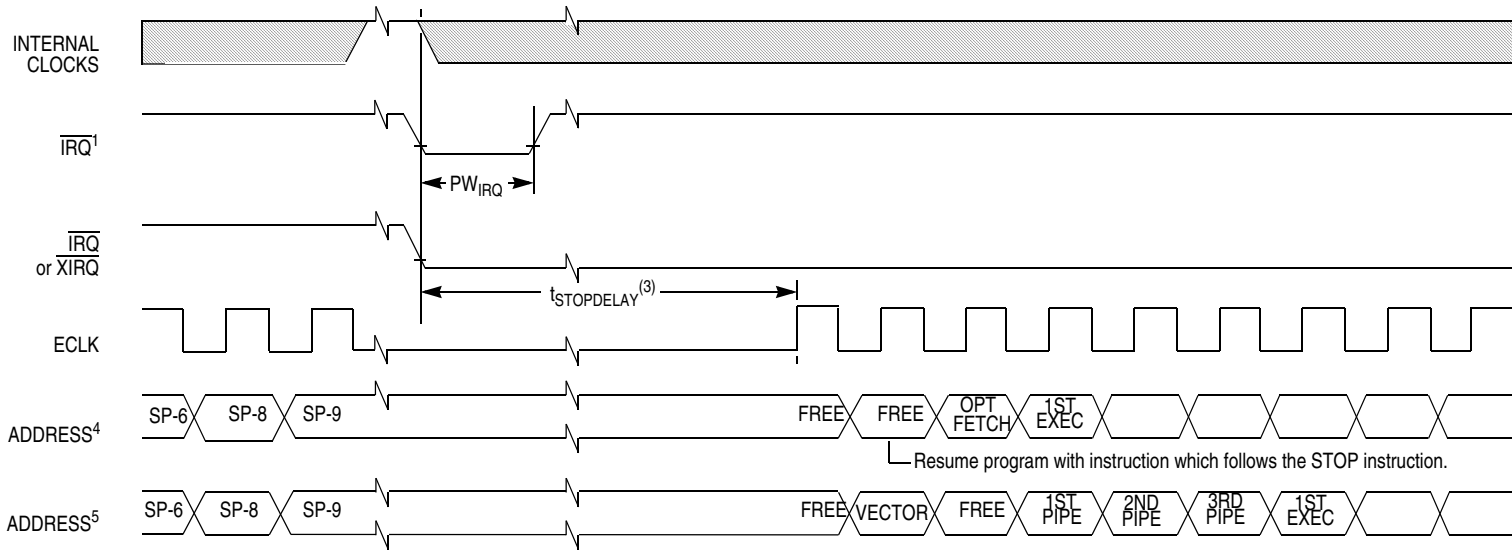 INTERNAL
CLOCKS
IRQ1
PWIRQ
IRQ
or XIRQ
tSTOPDELAY(3)
ECLK
ADDRESS4
SP-6 SP-8 SP-9 FREE FREE OPT FETCH 1ST EXEC
Resume program with instruction which follows the STOP instruction.
ADDRESS5
SP-6 SP-8 SP-9 FREE VECTOR FREE 1ST PIPE 2ND PIPE 3RD PIPE 1ST EXEC